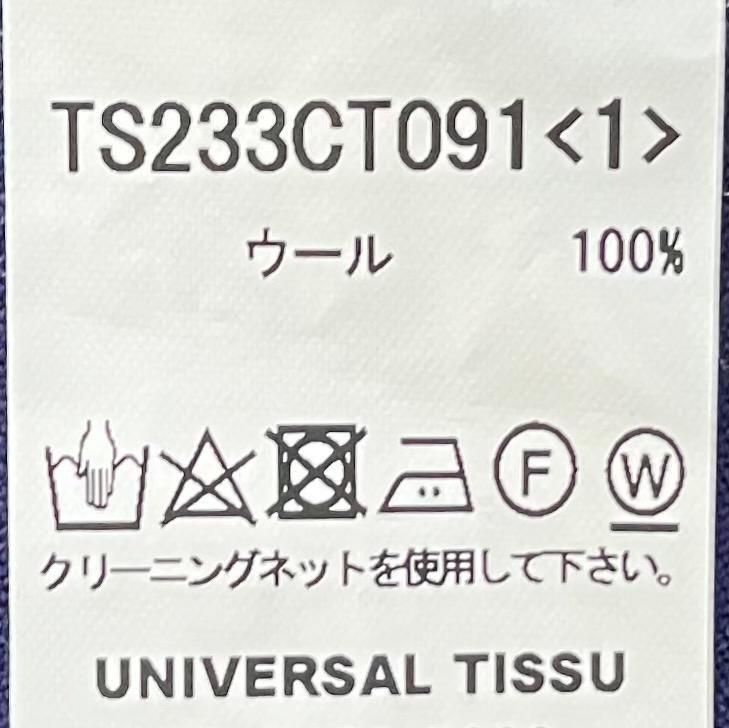 TS233CT091<1>
ウール 100%
F W
クリーニングネットを使用して下さい。
UNIVERSAL TISSU